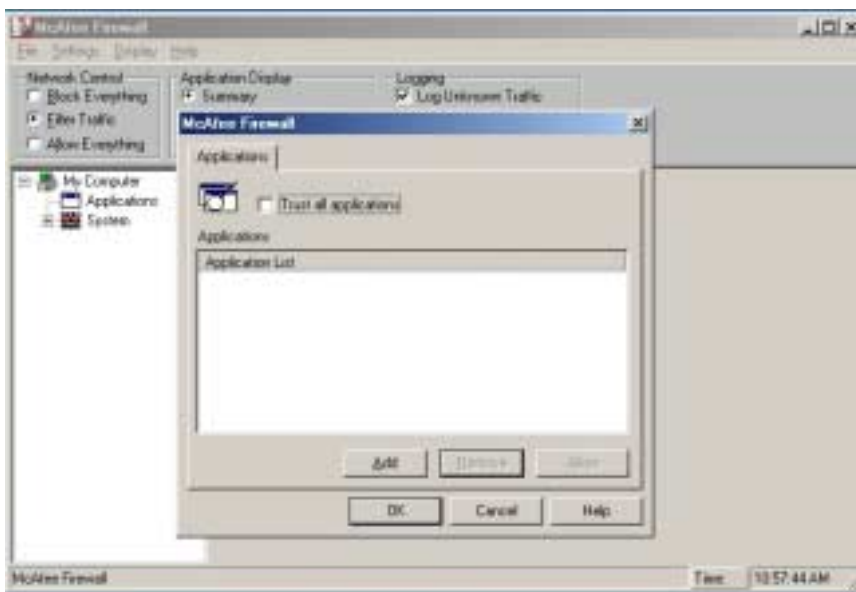 McAfee Firewall
File Settings Display Help
Network Control
Block Everything
Filter Traffic
Allow Everything
Application Display
Summary
Logging
Log Unknown Traffic
My Computer
Applications
System
McAfee Firewall
Applications
Trust all applications
Applications
Application List
Add Remove Allow
OK Cancel Help
McAfee Firewall Time: 10:57:44 AM